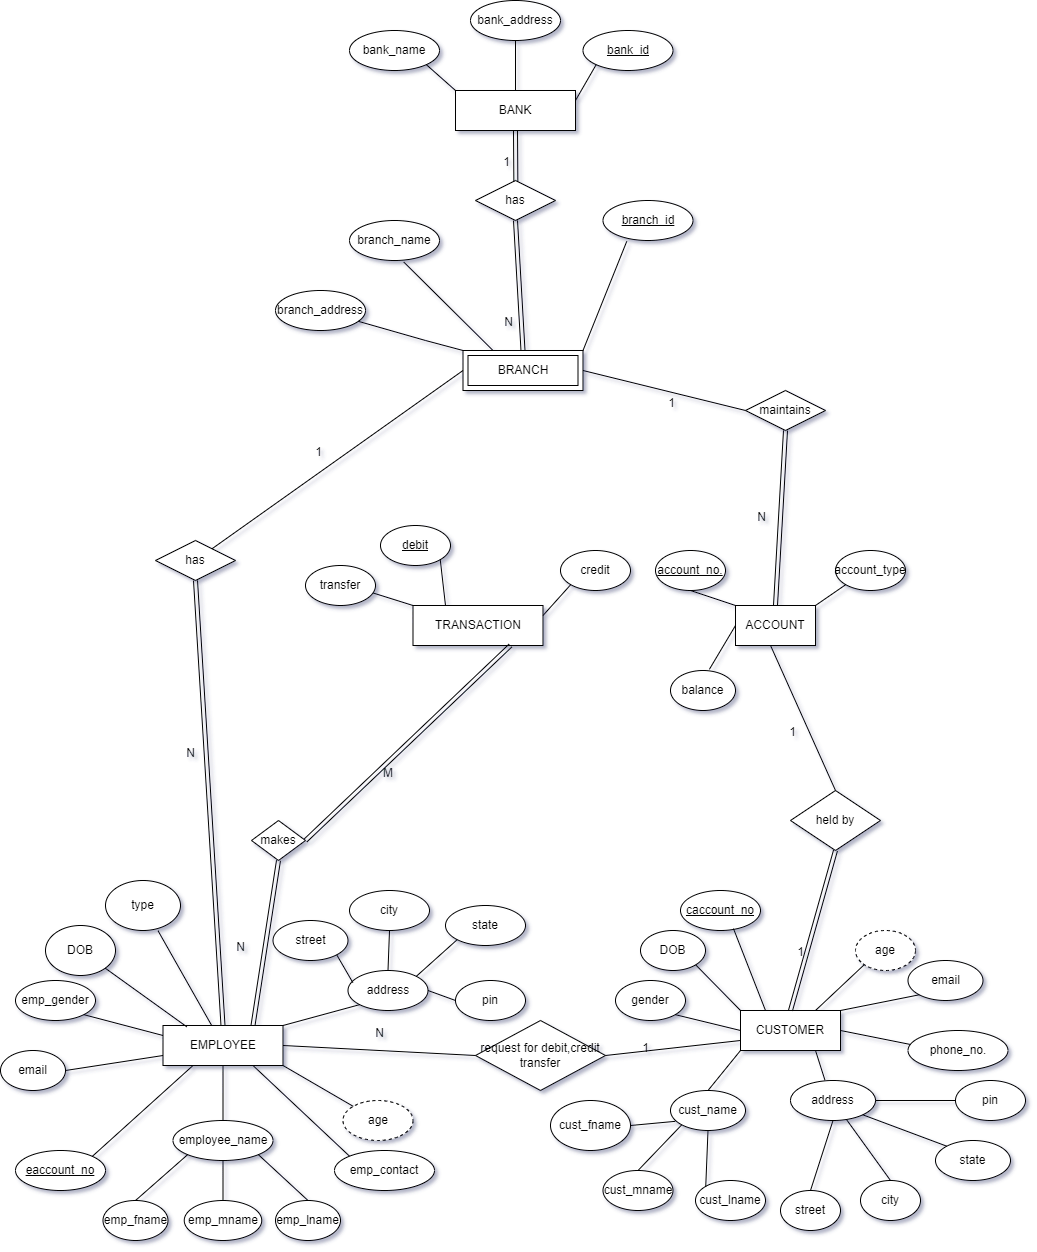 bank_address
bank_name
bank_id
BANK
1
has
branch_id
branch_name
branch_address
N
BRANCH
1
maintains
1
N
has
debit
transfer
credit
account_no.
account_type
TRANSACTION
ACCOUNT
balance
1
N
M
makes
held by
type
city
caccount_no
state
street
N
DOB
DOB
1
age
address
email
emp_gender
pin
gender
N
EMPLOYEE
CUSTOMER
request for debit,credit
transfer
1
phone_no.
email
address
pin
cust_name
age
cust_fname
employee_name
state
eaccount_no
emp_contact
cust_mname
cust_lname
city
street
emp_fname
emp_mname
emp_lname